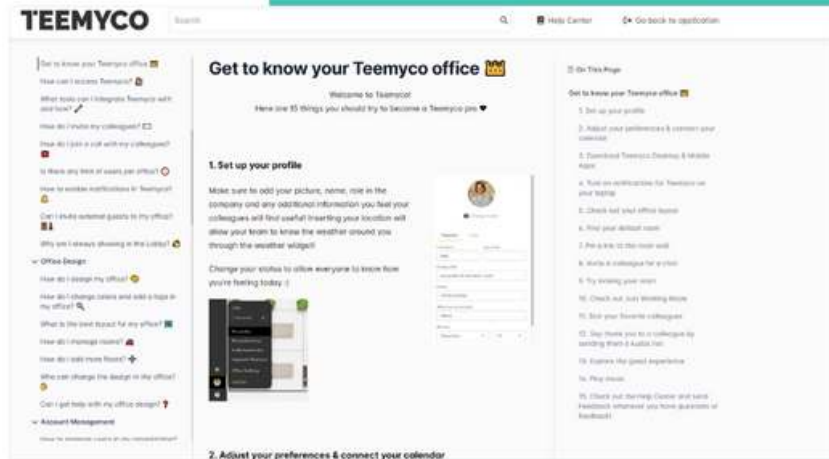 TEEMYCO
Search
Help Center
Go back to application
Get to know your Teemyco office
How can I access Teemyco?
What tools can I integrate Teemyco with
and how?
How do I invite my colleagues?
How do I join a call with my colleagues?
Is there any limit of users per office?
How to enable notifications in Teemyco?
Can I invite external guests to my office?
Why am I always showing in the Lobby?
Office Design
How do I design my office?
How do I change colors and add a logo in
my office?
What is the best layout for my office?
How do I manage rooms?
How do I add more floors?
Who can change the design in the office?
Can I get help with my office design?
Account Management
Get to know your Teemyco office
Welcome to Teemyco!
Here are 15 things you should try to become a Teemyco pro
1. Set up your profile
Make sure to add your picture, name, role in the
company and any additional information you feel your
colleagues will find useful! Inserting your location will
allow your team to know the weather around you
through the weather widget!
Change your status to allow everyone to know how
you're feeling today :)
2. Adjust your preferences & connect your calendar
On This Page
Get to know your Teemyco office
1. Set up your profile
2. Adjust your preferences & connect your
calendar
3. Download Teemyco Desktop & Mobile
Apps
4. Turn on notifications for Teemyco on
your laptop
5. Check out your office layout
6. Find your default room
7. Pin a link to the room wall
8. Invite a colleague for a chat
9. Try locking your room
10. Check out Just Working Mode
11. Star your favorite colleagues
12. Say thank you to a colleague by
sending them a kudos hat
13. Explore the guest experience
14. Play music
15. Check out the Help Center and send
Feedback whenever you have questions or
feedback!